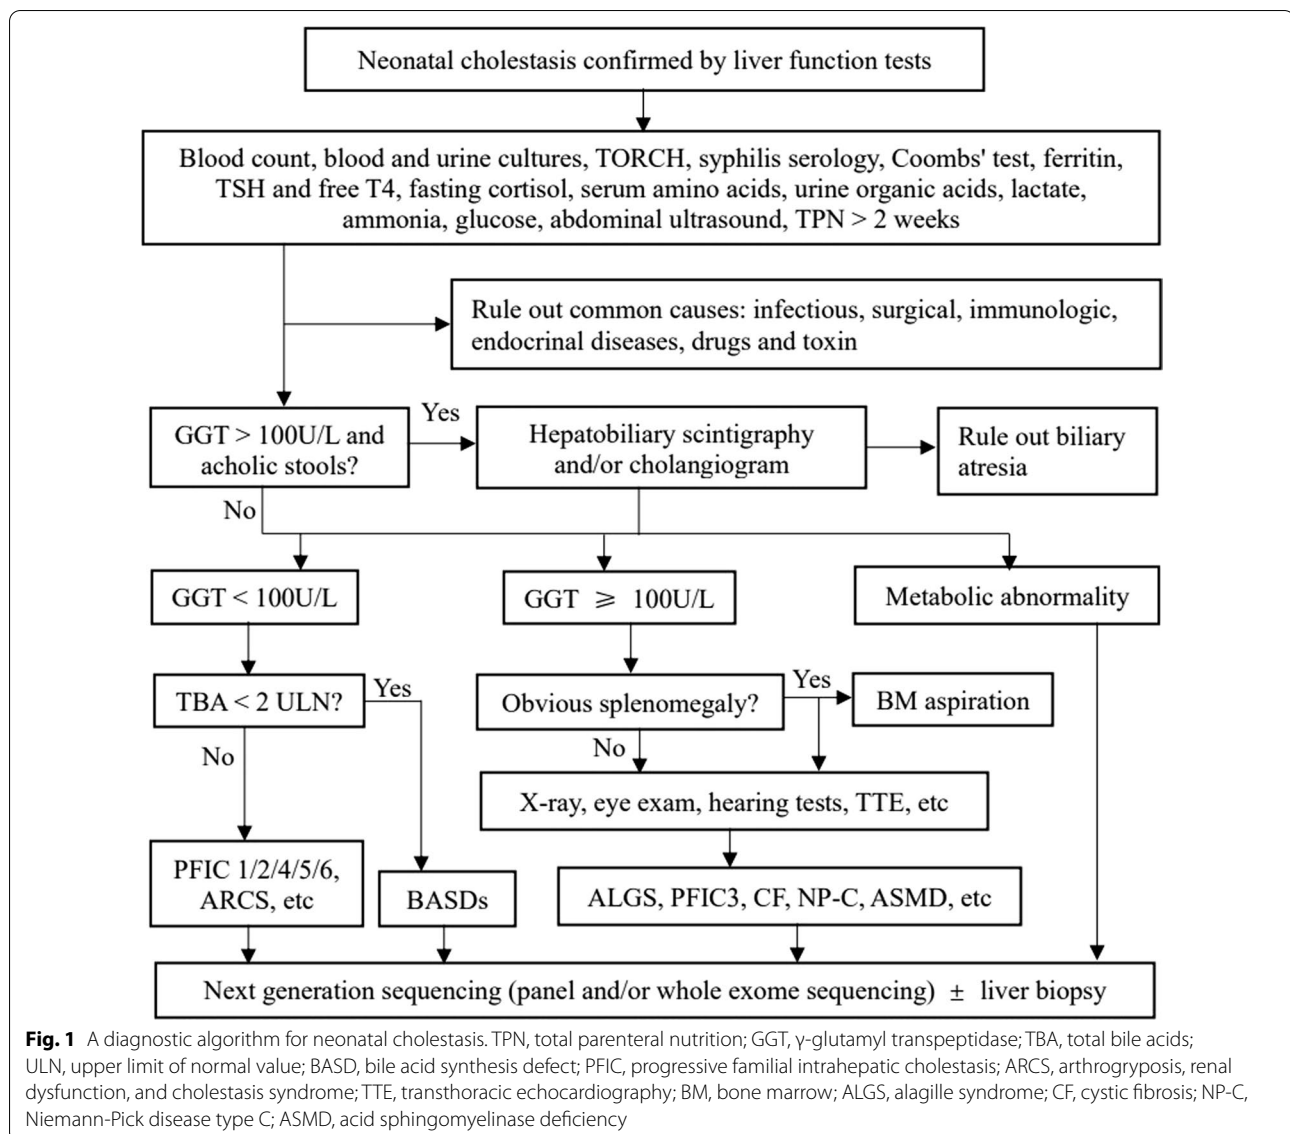 Neonatal cholestasis confirmed by liver function tests
Blood count, blood and urine cultures, TORCH, syphilis serology, Coombs' test, ferritin,
TSH and free T4, fasting cortisol, serum amino acids, urine organic acids, lactate,
ammonia, glucose, abdominal ultrasound, TPN > 2 weeks
Rule out common causes: infectious, surgical, immunologic,
endocrinal diseases, drugs and toxin
GGT > 100U/L and
acholic stools?
Yes
Hepatobiliary scintigraphy
and/or cholangiogram
Rule out biliary
atresia
No
GGT < 100U/L
GGT ⩾ 100U/L
Metabolic abnormality
TBA < 2 ULN?
Yes
Obvious splenomegaly?
Yes
BM aspiration
No
No
X-ray, eye exam, hearing tests, TTE, etc
PFIC 1/2/4/5/6,
ARCS, etc
BASDs
ALGS, PFIC3, CF, NP-C, ASMD, etc
Next generation sequencing (panel and/or whole exome sequencing) ± liver biopsy
Fig. 1 A diagnostic algorithm for neonatal cholestasis. TPN, total parenteral nutrition; GGT, γ-glutamyl transpeptidase; TBA, total bile acids;
ULN, upper limit of normal value; BASD, bile acid synthesis defect; PFIC, progressive familial intrahepatic cholestasis; ARCS, arthrogryposis, renal
dysfunction, and cholestasis syndrome; TTE, transthoracic echocardiography; BM, bone marrow; ALGS, alagille syndrome; CF, cystic fibrosis; NP-C,
Niemann-Pick disease type C; ASMD, acid sphingomyelinase deficiency